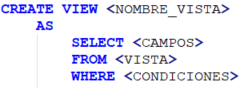 CREATE VIEW <NOMBRE_VISTA>
AS
SELECT <CAMPOS>
FROM <VISTA>
WHERE <CONDICIONES>